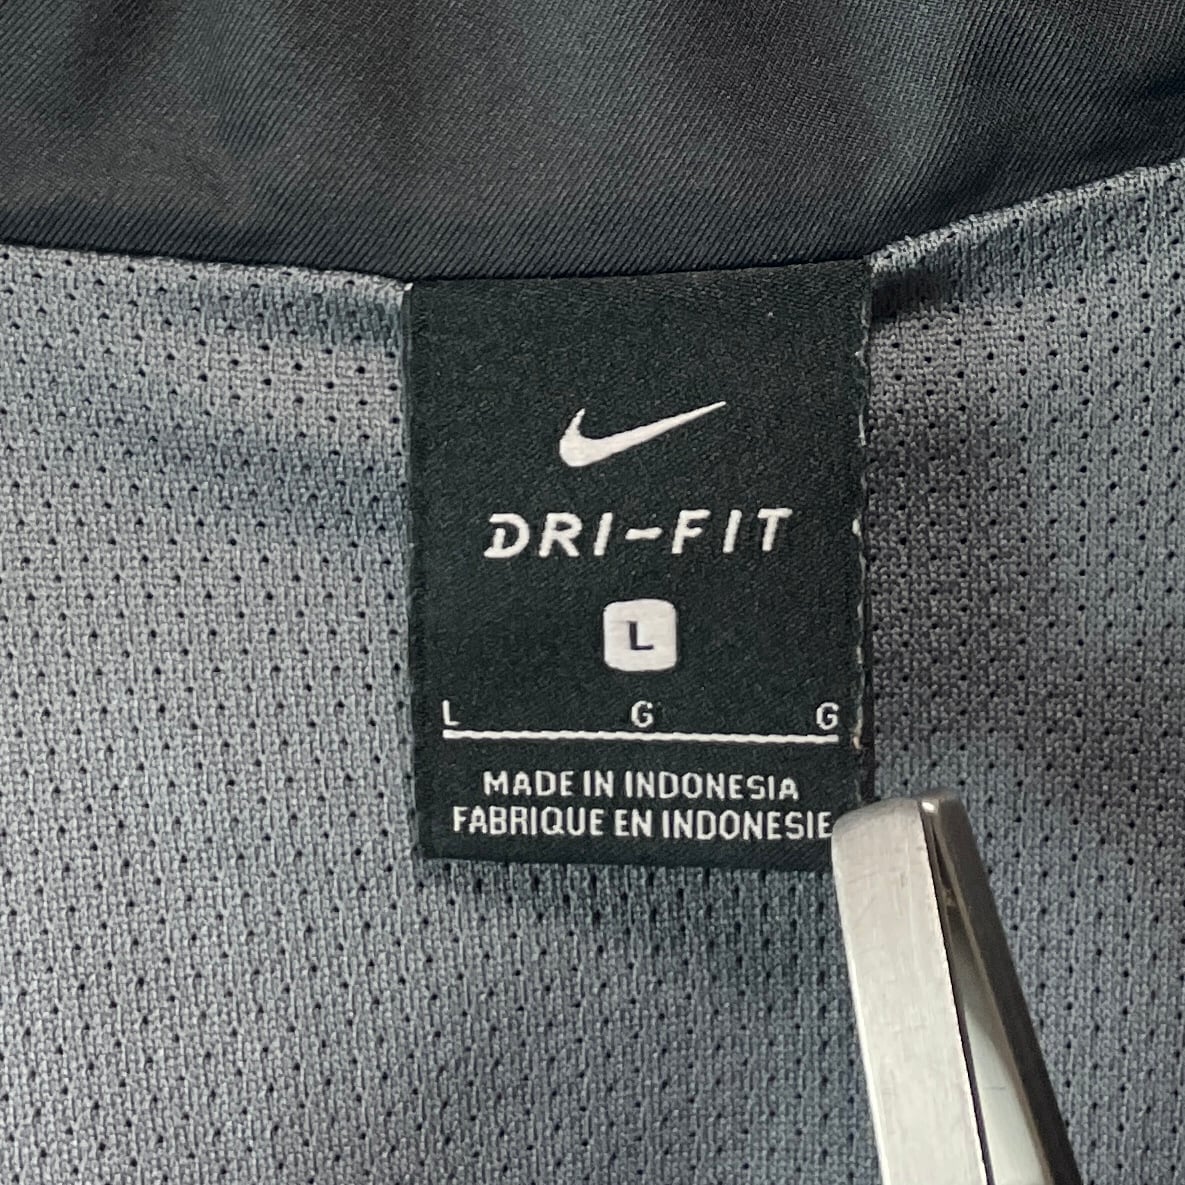 DRI-FIT
L
L G G
MADE IN INDONESIA
FABRIQUE EN INDONESIE